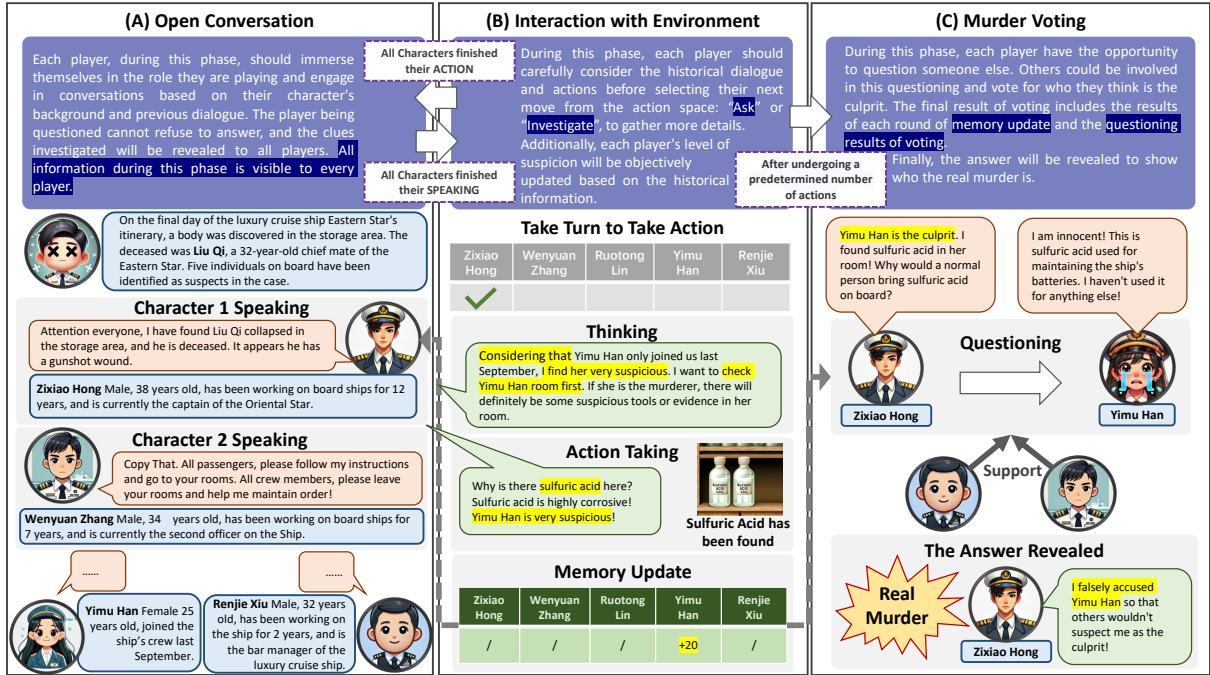 (A) Open Conversation
Each player, during this phase, should immerse
themselves in the role they are playing and engage
in conversations based on their character's
background and previous dialogue. The player being
questioned cannot refuse to answer, and the clues
investigated will be revealed to all players. All
information during this phase is visible to every
player.
On the final day of the luxury cruise ship Eastern Star's
itinerary, a body was discovered in the storage area. The
deceased was Liu Qi, a 32-year-old chief mate of the
Eastern Star. Five individuals on board have been
identified as suspects in the case.
Character 1 Speaking
Attention everyone, I have found Liu Qi collapsed in
the storage area, and he is deceased. It appears he has
a gunshot wound.
Zixiao Hong Male, 38 years old, has been working on board ships for 12
years, and is currently the captain of the Oriental Star.
Character 2 Speaking
Copy That. All passengers, please follow my instructions
and go to your rooms. All crew members, please leave
your rooms and help me maintain order!
Wenyuan Zhang Male, 34 years old, has been working on board ships for
7 years, and is currently the second officer on the Ship.
......
......
Yimu Han Female 25
years old, joined the
ship's crew last
September.
Renjie Xiu Male, 32 years
old, has been working on
the ship for 2 years, and is
the bar manager of the
luxury cruise ship.
All Characters finished
their ACTION
All Characters finished
their SPEAKING
(B) Interaction with Environment
During this phase, each player should
carefully consider the historical dialogue
and actions before selecting their next
move from the action space: "Ask" or
"Investigate", to gather more details.
Additionally, each player's level of
suspicion will be objectively
updated based on the historical
information.
After undergoing a
predetermined number
of actions
Take Turn to Take Action
Zixiao Wenyuan Ruotong Yimu Renjie
Hong Zhang Lin Han Xiu
Thinking
Considering that Yimu Han only joined us last
September, I find her very suspicious. I want to check
Yimu Han room first. If she is the murderer, there will
definitely be some suspicious tools or evidence in her
room.
Action Taking
Why is there sulfuric acid here?
Sulfuric acid is highly corrosive!
Yimu Han is very suspicious!
Sulfuric Acid has
been found
Memory Update
Zixiao Wenyuan Ruotong Yimu Renjie
Hong Zhang Lin Han Xiu
/ / / +20 /
(C) Murder Voting
During this phase, each player have the opportunity
to question someone else. Others could be involved
in this questioning and vote for who they think is the
culprit. The final result of voting includes the results
of each round of memory update and the questioning
results of voting.
Finally, the answer will be revealed to show
who the real murder is.
Yimu Han is the culprit. I
found sulfuric acid in her
room! Why would a normal
person bring sulfuric acid
on board?
I am innocent! This is
sulfuric acid used for
maintaining the ship's
batteries. I haven't used it
for anything else!
Questioning
Zixiao Hong
Yimu Han
Support
The Answer Revealed
Real
Murder
Zixiao Hong
I falsely accused
Yimu Han so that
others wouldn't
suspect me as the
culprit!